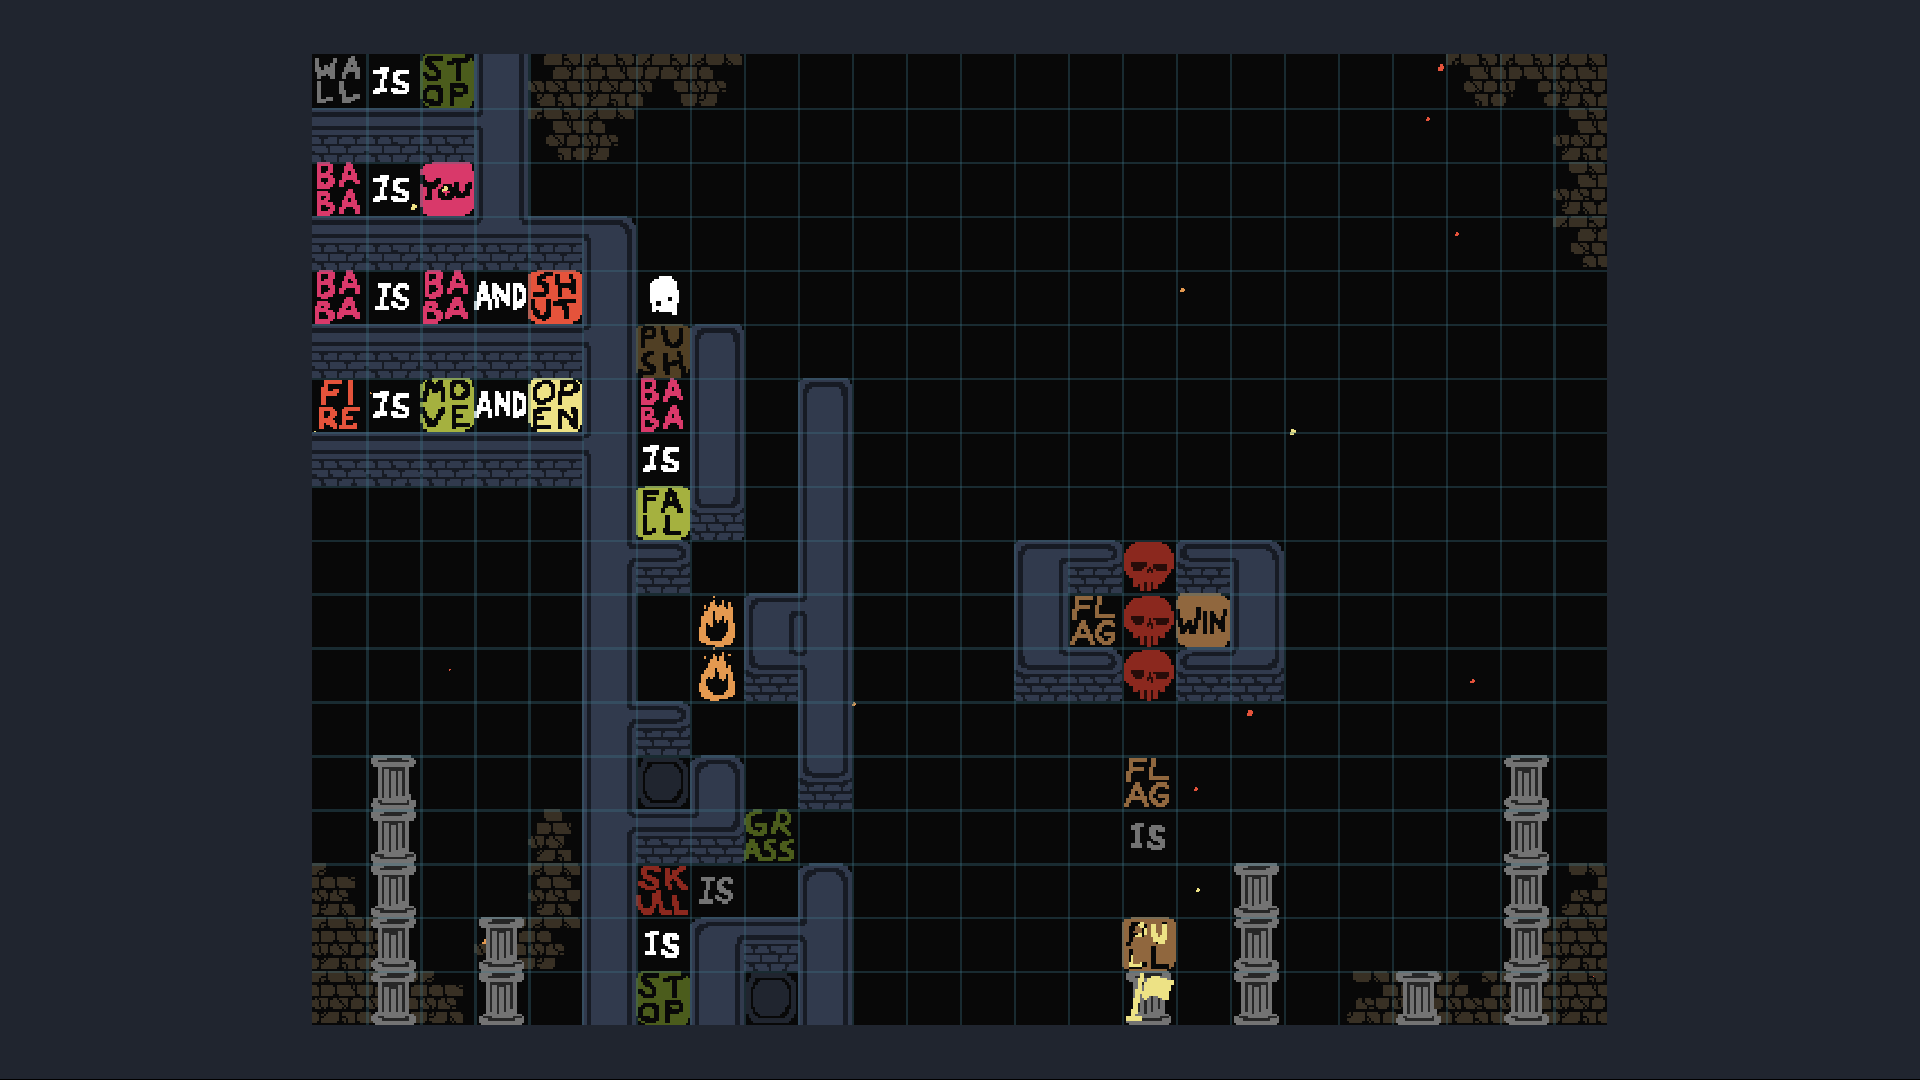 WALL IS STOP
BABA IS YOU
BABA IS BABA AND SHUT
PUSH
FIRE IS MOVE AND OPEN
BABA
IS
FALL
FLAG WIN
FLAG
GRASS
IS
SKULL IS
IS
PULL
STOP